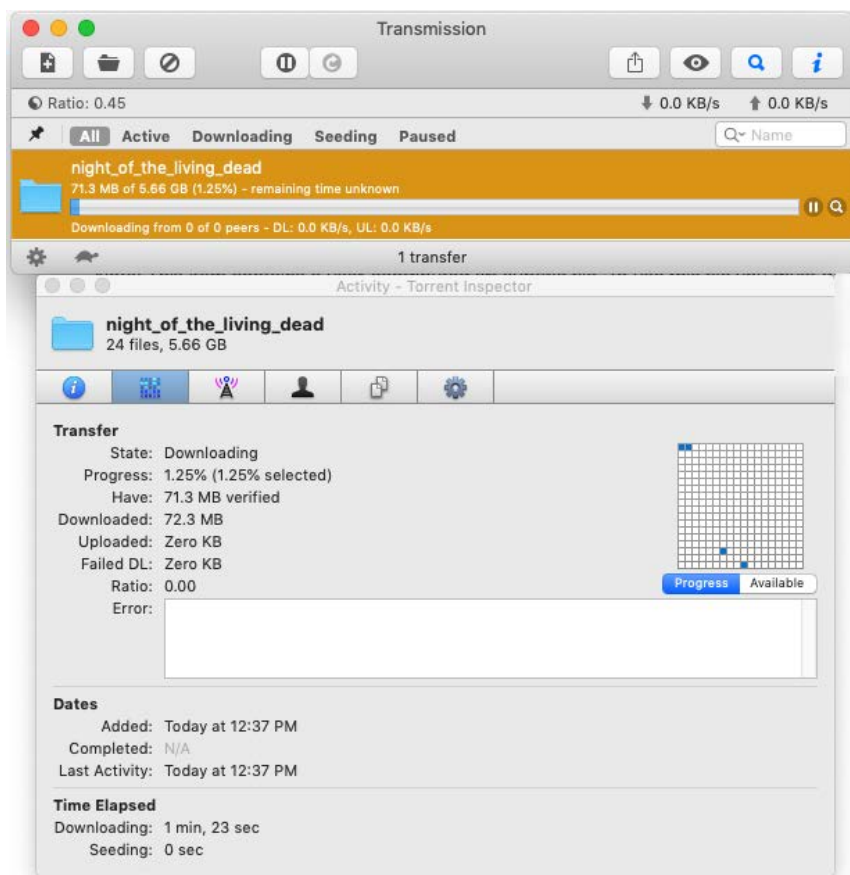 Transmission
Ratio: 0.45 0.0 KB/s 0.0 KB/s
All Active Downloading Seeding Paused Name
night_of_the_living_dead
71.3 MB of 5.66 GB (1.25%) - remaining time unknown
Downloading from 0 of 0 peers - DL: 0.0 KB/s, UL: 0.0 KB/s
1 transfer
Activity - Torrent Inspector
night_of_the_living_dead
24 files, 5.66 GB
Transfer
State: Downloading
Progress: 1.25% (1.25% selected)
Have: 71.3 MB verified
Downloaded: 72.3 MB
Uploaded: Zero KB
Failed DL: Zero KB
Ratio: 0.00
Progress Available
Error:
Dates
Added: Today at 12:37 PM
Completed: N/A
Last Activity: Today at 12:37 PM
Time Elapsed
Downloading: 1 min, 23 sec
Seeding: 0 sec